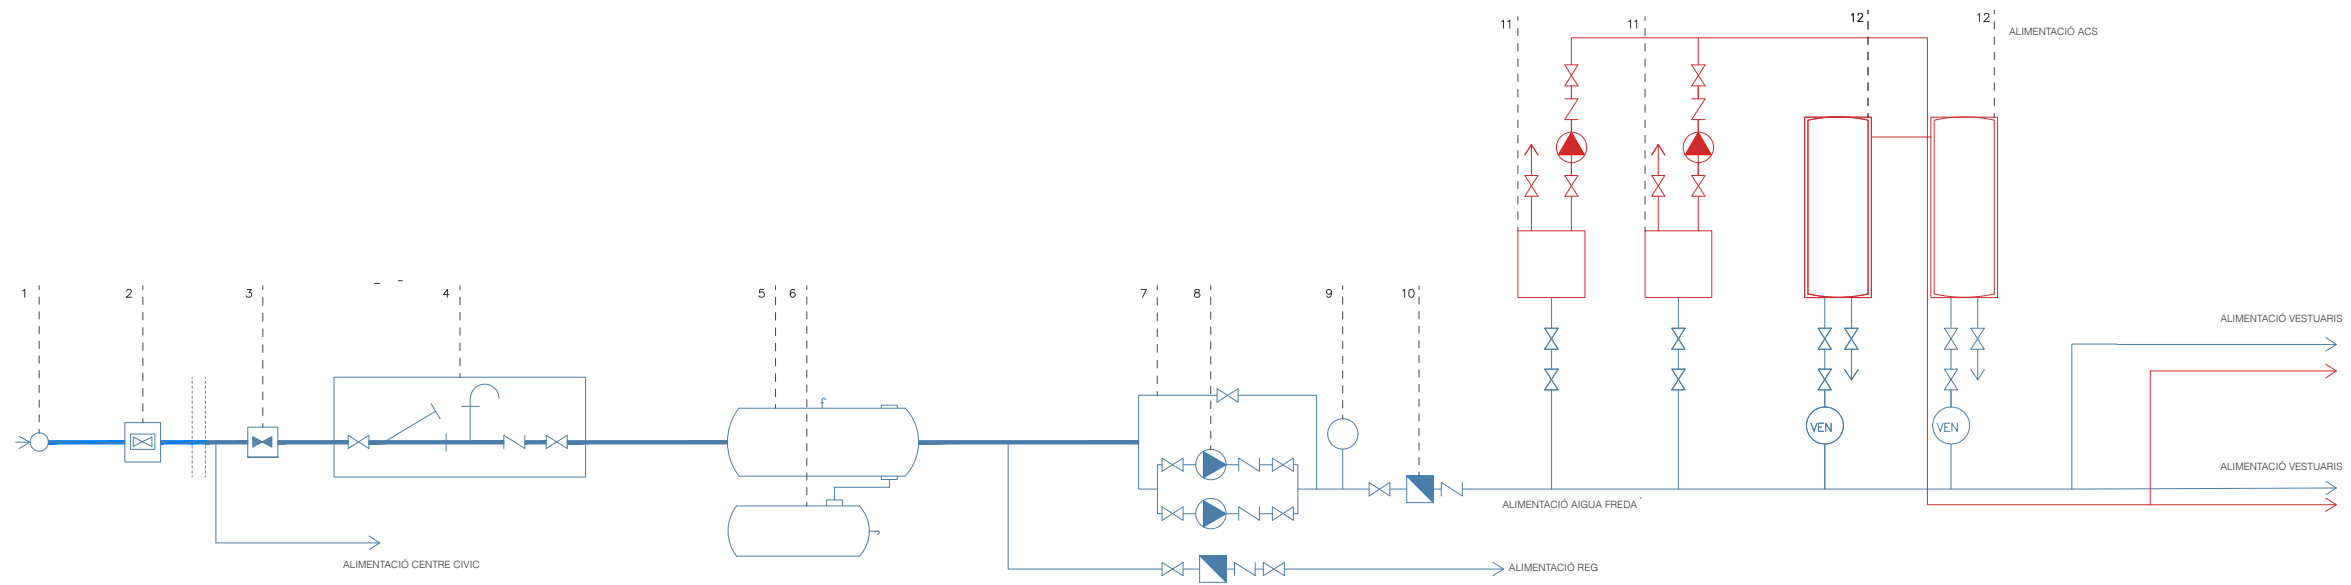 11
11
12
12
ALIMENTACIÓ ACS
1
2
3
4
5
6
7
8
9
10
ALIMENTACIÓ VESTUARIS
VEN
VEN
ALIMENTACIÓ VESTUARIS
ALIMENTACIÓ AIGUA FREDA
ALIMENTACIÓ CENTRE CIVIC
ALIMENTACIÓ REG